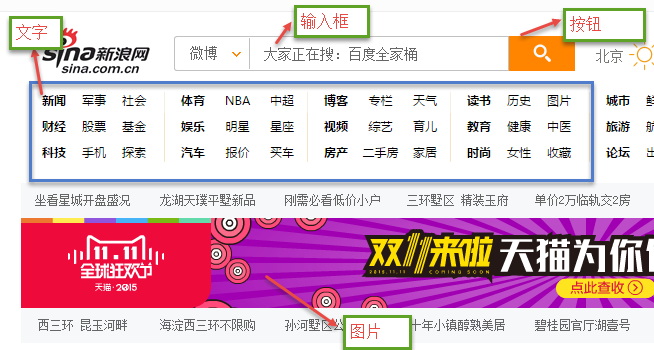 文字
输入框
按钮
sina新浪网
sina.com.cn
微博
大家正在搜：百度全家桶
北京
新闻 军事 社会 体育 NBA 中超 博客 专栏 天气 读书 历史 图片 城市
财经 股票 基金 娱乐 明星 星座 视频 综艺 育儿 教育 健康 中医 旅游
科技 手机 探索 汽车 报价 买车 房产 二手房 家居 时尚 女性 收藏 论坛
坐看星城开盘盛况 龙湖天璞平墅新品 刚需必看低价小户 三环墅区 精装玉府 单价2万临轨交2房
11.11
全球狂欢节
天猫·2015
双11来啦 天猫为你
2015.11.11 COMING SOON
点此查收
西三环 昆玉河畔 海淀西三环不限购 孙河墅区公 十年小镇醇熟美居 碧桂园官厅湖壹号
图片